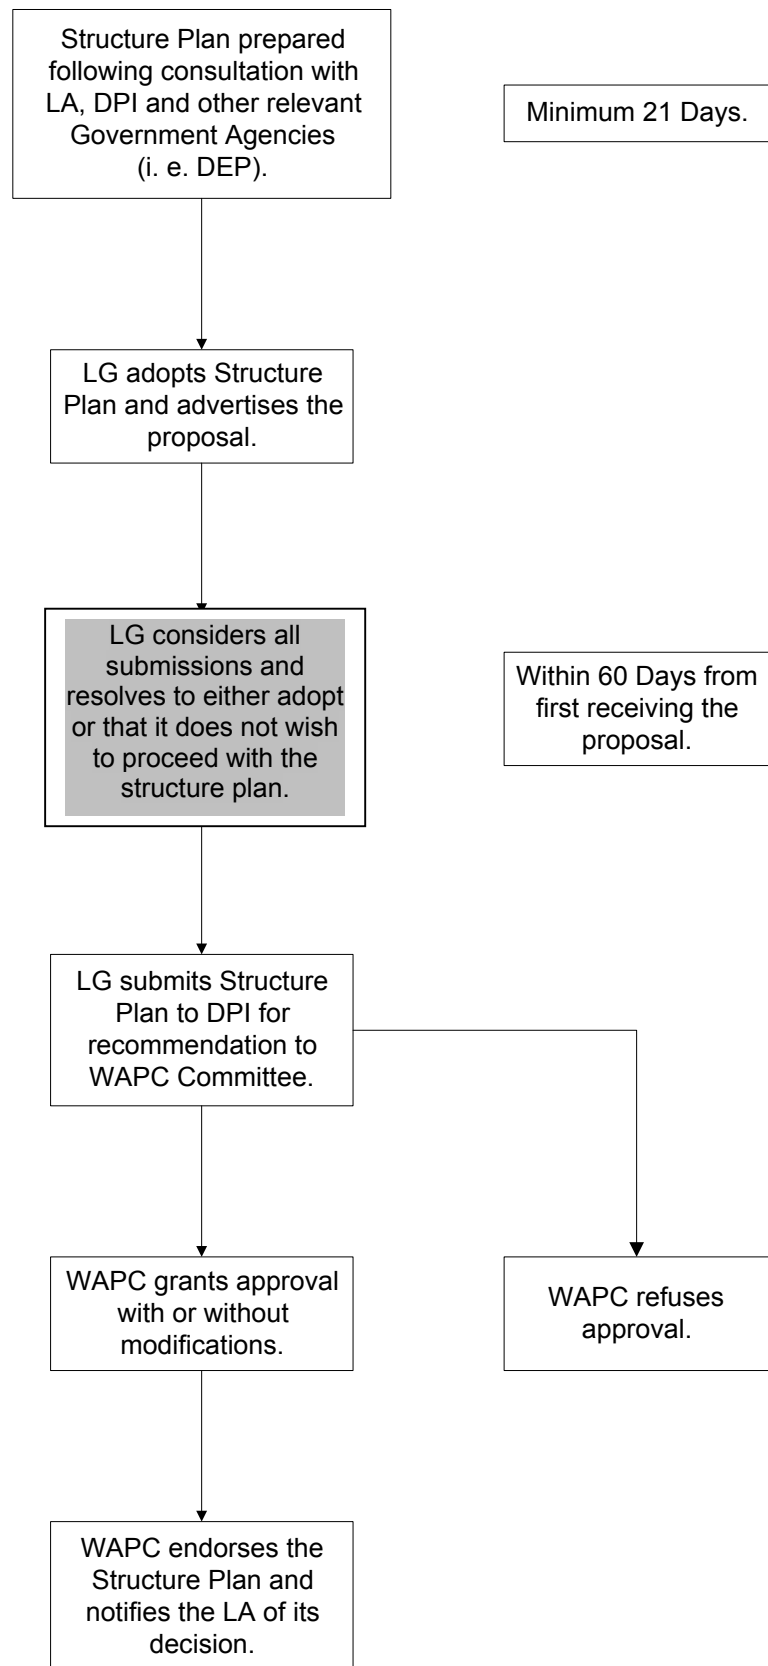 Structure Plan prepared
following consultation with
LA, DPI and other relevant
Government Agencies
(i. e. DEP).
Minimum 21 Days.
LG adopts Structure
Plan and advertises the
proposal.
LG considers all
submissions and
resolves to either adopt
or that it does not wish
to proceed with the
structure plan.
Within 60 Days from
first receiving the
proposal.
LG submits Structure
Plan to DPI for
recommendation to
WAPC Committee.
WAPC grants approval
with or without
modifications.
WAPC refuses
approval.
WAPC endorses the
Structure Plan and
notifies the LA of its
decision.